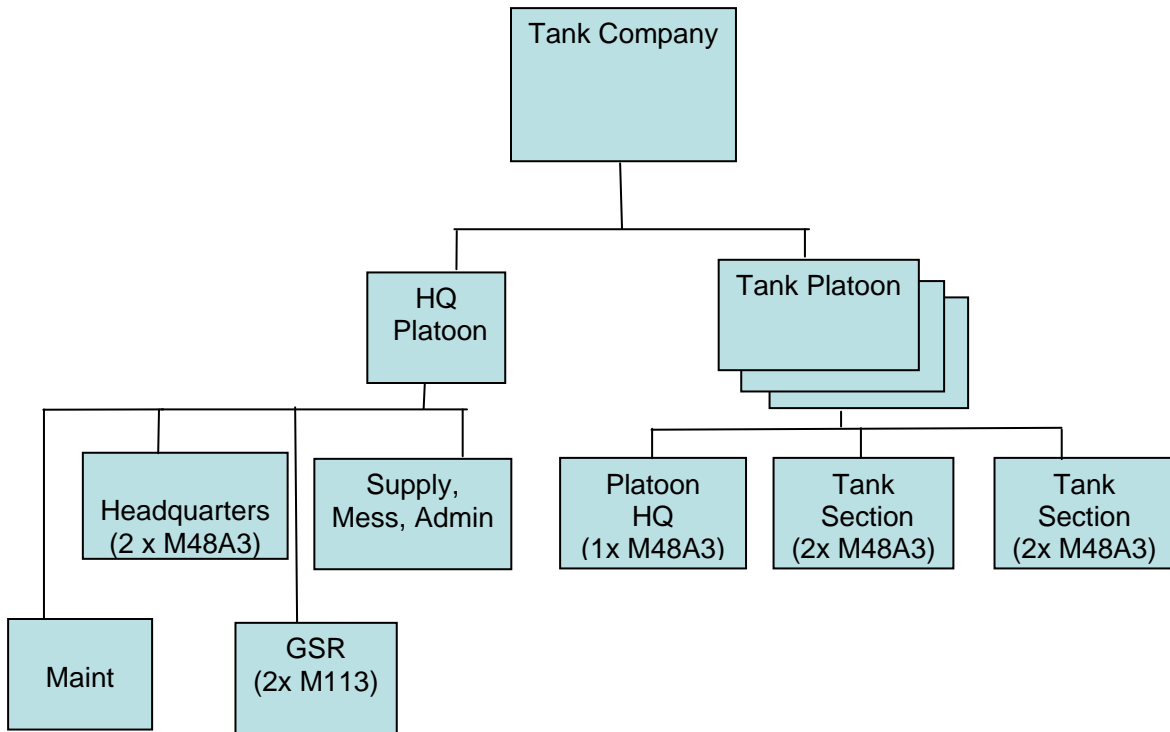 Tank Company
HQ
Platoon
Tank Platoon
Headquarters
(2 x M48A3)
Supply,
Mess, Admin
Platoon
HQ
(1x M48A3)
Tank
Section
(2x M48A3)
Tank
Section
(2x M48A3)
Maint
GSR
(2x M113)